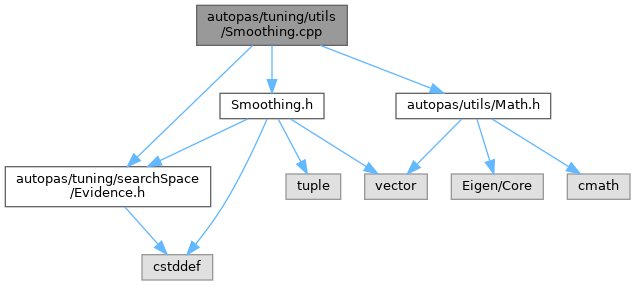 autopas/tuning/utils
/Smoothing.cpp
Smoothing.h
autopas/utils/Math.h
autopas/tuning/searchSpace
/Evidence.h
tuple
vector
Eigen/Core
cmath
cstddef